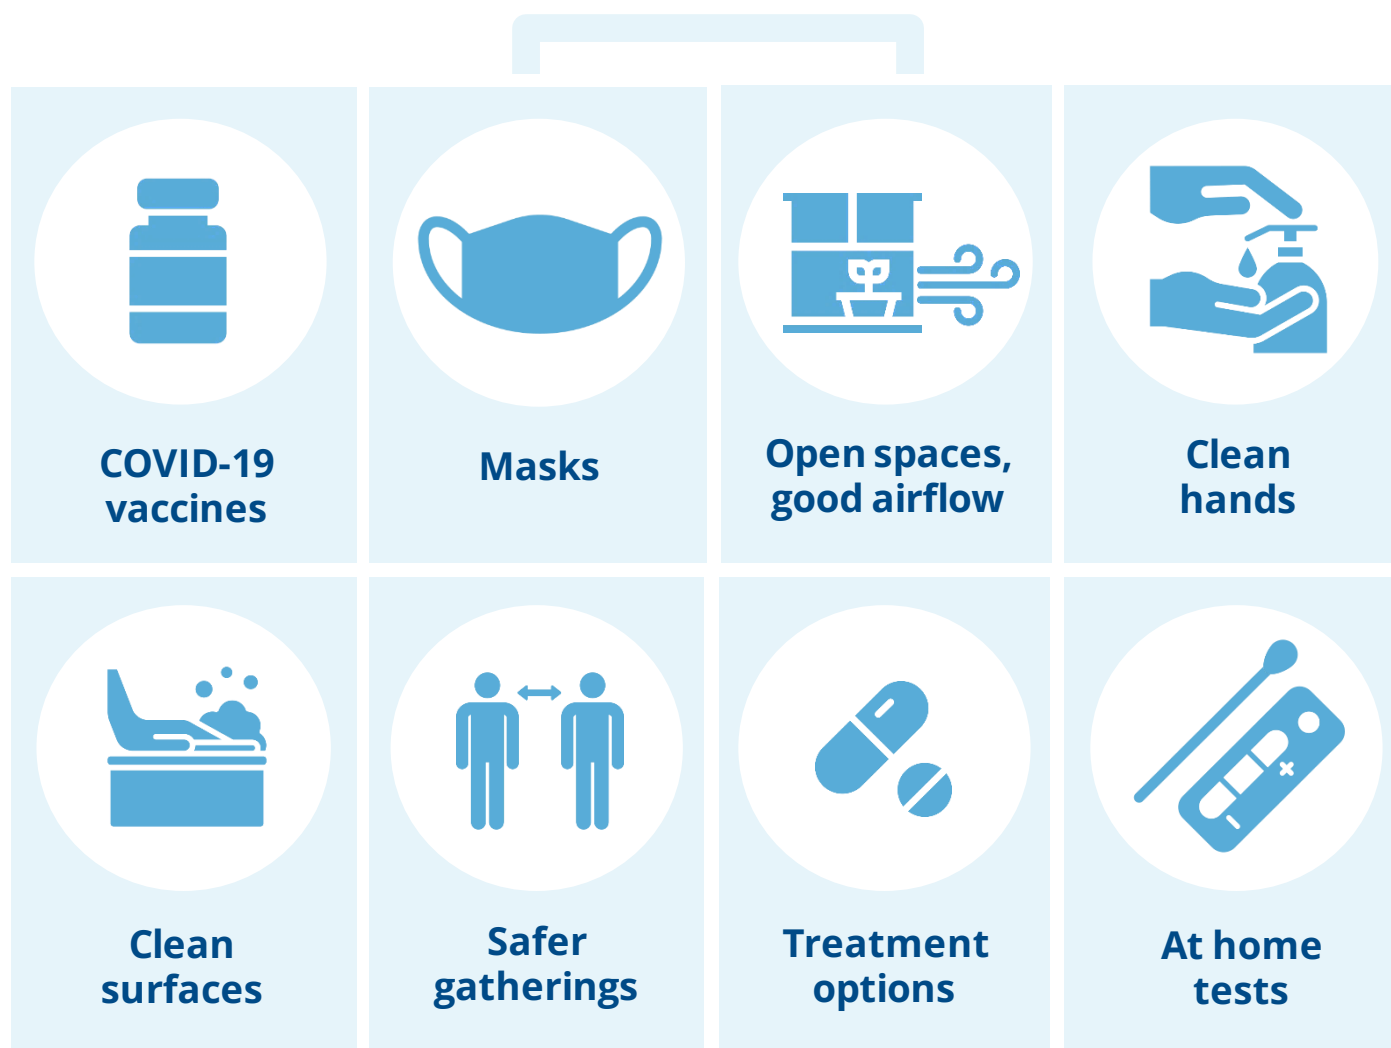 COVID-19
vaccines
Masks
Open spaces,
good airflow
Clean
hands
Clean
surfaces
Safer
gatherings
Treatment
options
At home
tests